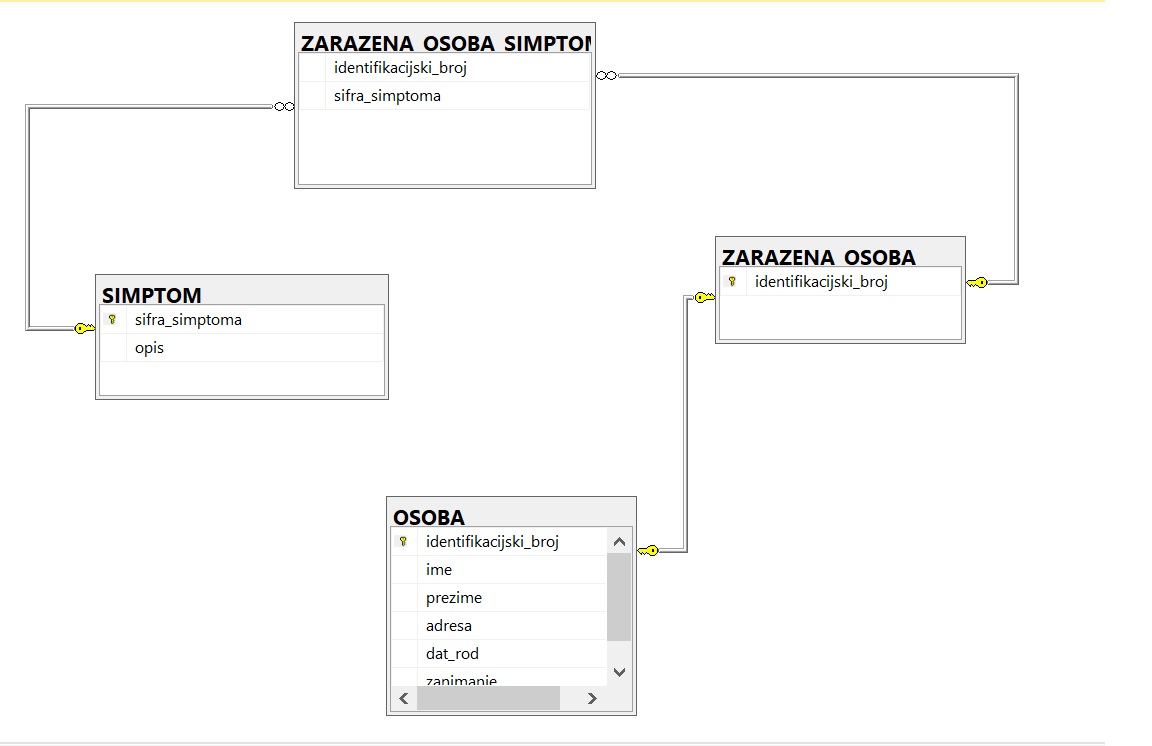 ZARAZENA_OSOBA_SIMPTOM
identifikacijski_broj
sifra_simptoma
ZARAZENA_OSOBA
identifikacijski_broj
SIMPTOM
sifra_simptoma
opis
OSOBA
identifikacijski_broj
ime
prezime
adresa
dat_rod
zanimanje